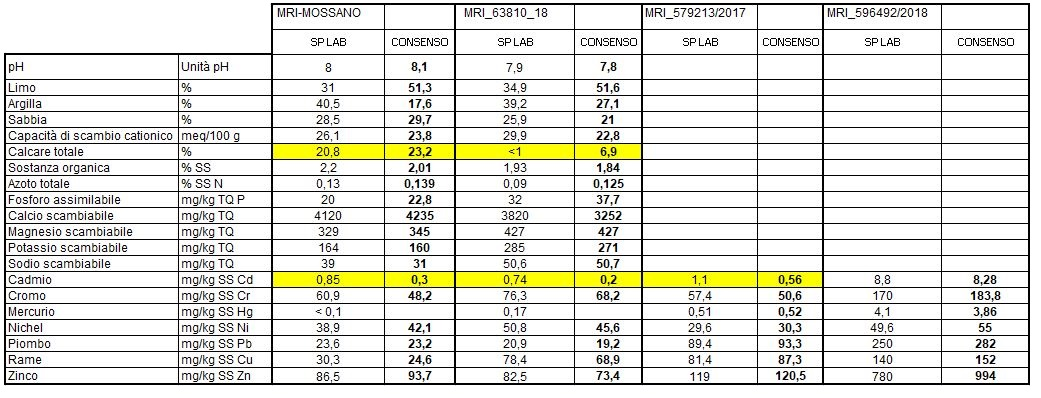 MRI-MOSSANO MRI_63810_18 MRI_579213/2017 MRI_596492/2018
SP LAB CONSENSO SP LAB CONSENSO SP LAB CONSENSO SP LAB CONSENSO
pH Unità pH 8 8,1 7,9 7,8
Limo % 31 51,3 34,9 51,6
Argilla % 40,5 17,6 39,2 27,1
Sabbia % 28,5 29,7 25,9 21
Capacità di scambio cationico meq/100 g 26,1 23,8 29,9 22,8
Calcare totale % 20,8 23,2 <1 6,9
Sostanza organica % SS 2,2 2,01 1,93 1,84
Azoto totale % SS N 0,13 0,139 0,09 0,125
Fosforo assimilabile mg/kg TQ P 20 22,8 32 37,7
Calcio scambiabile mg/kg TQ 4120 4235 3820 3252
Magnesio scambiabile mg/kg TQ 329 345 427 427
Potassio scambiabile mg/kg TQ 164 160 285 271
Sodio scambiabile mg/kg TQ 39 31 50,6 50,7
Cadmio mg/kg SS Cd 0,85 0,3 0,74 0,2 1,1 0,56 8,8 8,28
Cromo mg/kg SS Cr 60,9 48,2 76,3 68,2 57,4 50,6 170 183,8
Mercurio mg/kg SS Hg < 0,1 0,17 0,51 0,52 4,1 3,86
Nichel mg/kg SS Ni 38,9 42,1 50,8 45,6 29,6 30,3 49,6 55
Piombo mg/kg SS Pb 23,6 23,2 20,9 19,2 89,4 93,3 250 282
Rame mg/kg SS Cu 30,3 24,6 78,4 68,9 81,4 87,3 140 152
Zinco mg/kg SS Zn 86,5 93,7 82,5 73,4 119 120,5 780 994